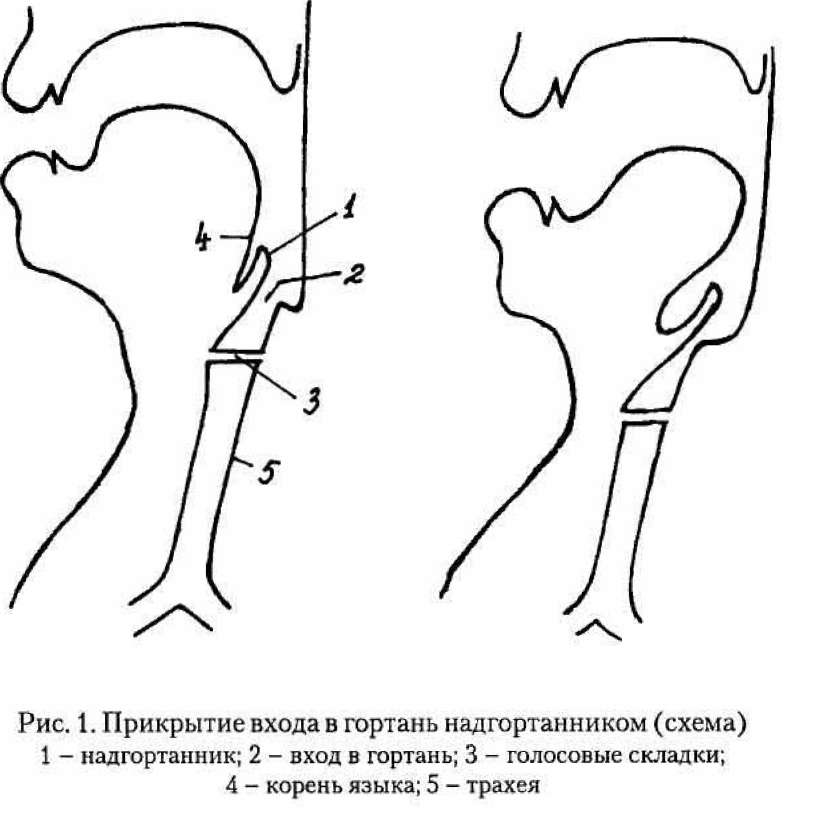 1
4
2
3
5
Рис. 1. Прикрытие входа в гортань надгортанником (схема)
1 – надгортанник; 2 – вход в гортань; 3 – голосовые складки;
4 – корень языка; 5 – трахея